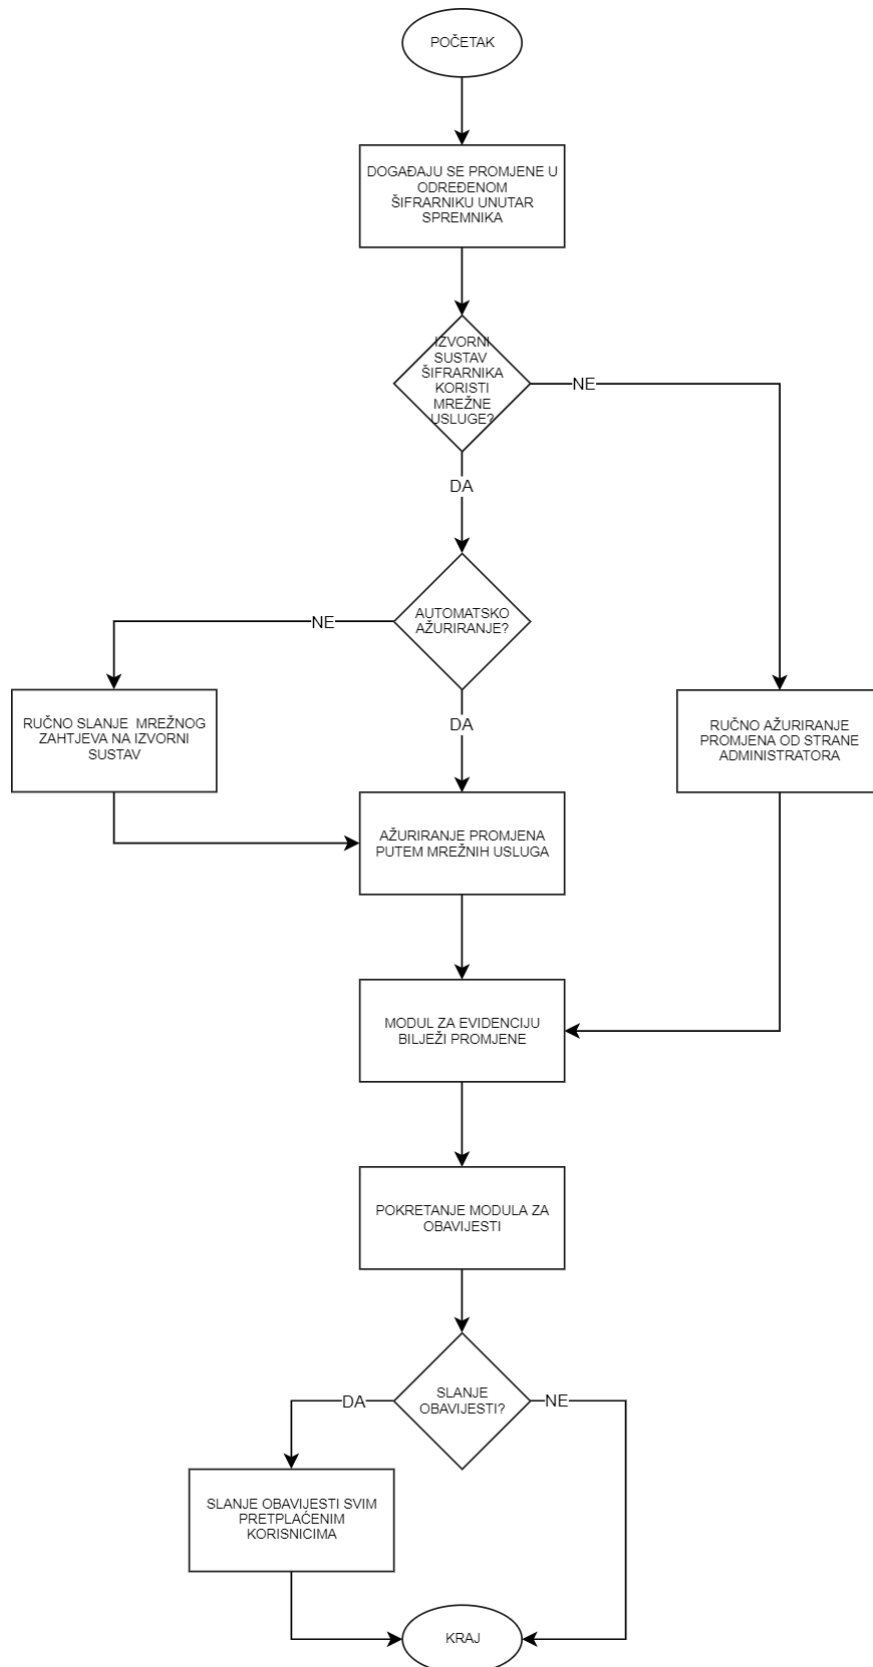 POČETAK
DOGAĐAJU SE PROMJENE U
ODREĐENOM
ŠIFRARNIKU UNUTAR
SPREMNIKA
IZVORNI
SUSTAV
ŠIFRARNIKA
KORISTI
MREŽNE
USLUGE?
NE
DA
AUTOMATSKO
AŽURIRANJE?
NE
DA
RUČNO SLANJE MREŽNOG
ZAHTJEVA NA IZVORNI
SUSTAV
RUČNO AŽURIRANJE
PROMJENA OD STRANE
ADMINISTRATORA
AŽURIRANJE PROMJENA
PUTEM MREŽNIH USLUGA
MODUL ZA EVIDENCIJU
BILJEŽI PROMJENE
POKRETANJE MODULA ZA
OBAVIJESTI
SLANJE
OBAVIJESTI?
DA
NE
SLANJE OBAVIJESTI SVIM
PRETPLAĆENIM
KORISNICIMA
KRAJ